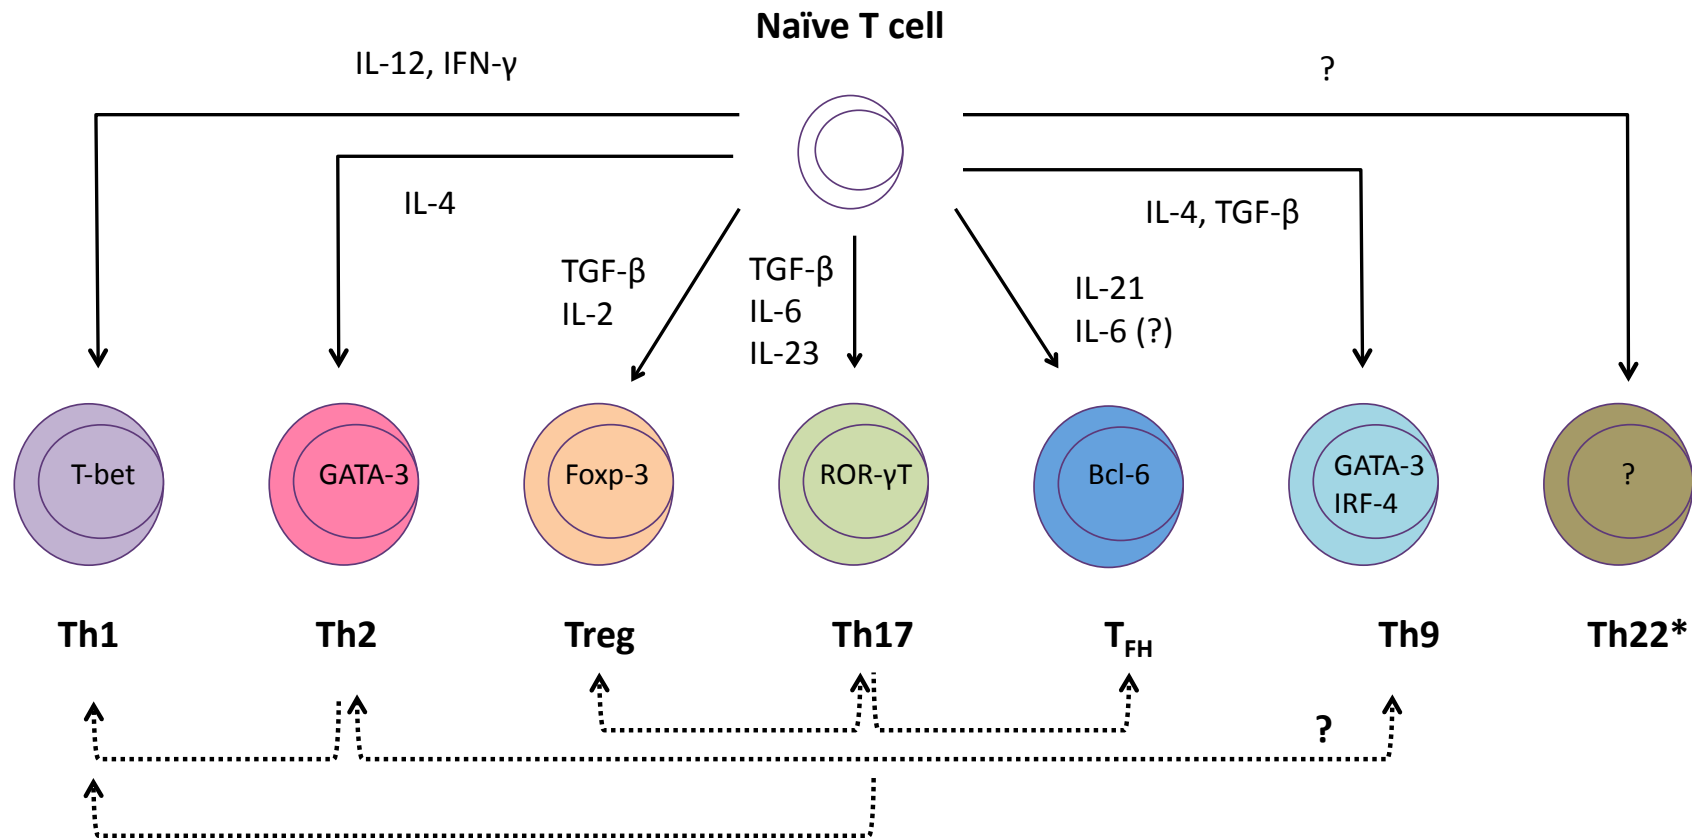 Naïve T cell
IL-12, IFN-γ
?
IL-4
IL-4, TGF-β
TGF-β
IL-2
TGF-β
IL-6
IL-23
IL-21
IL-6 (?)
T-bet
GATA-3
Foxp-3
ROR-γT
Bcl-6
GATA-3
IRF-4
?
Th1
Th2
Treg
Th17
TFH
Th9
Th22*
?